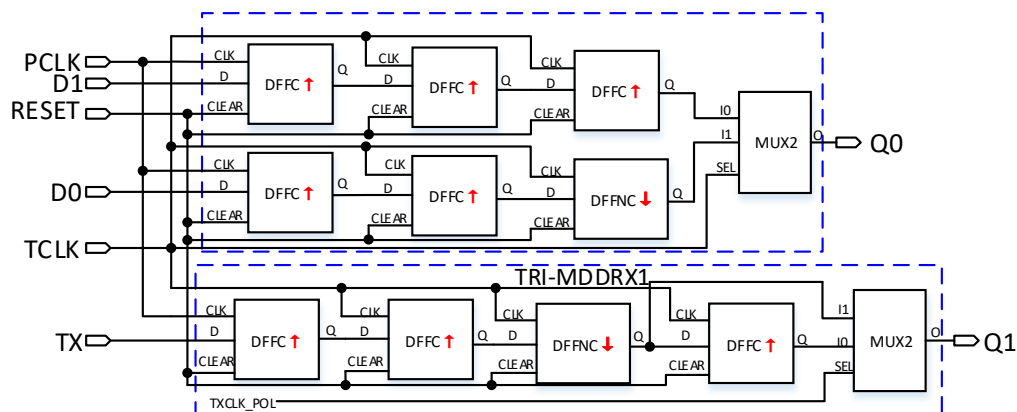 PCLK
D1
RESET
D0
TCLK
TX
CLK
D
CLEAR
DFFC
Q
CLK
D
CLEAR
DFFC
Q
CLK
D
CLEAR
DFFC
Q
I0
I1
SEL
MUX2
O
Q0
CLK
D
CLEAR
DFFC
Q
CLK
D
CLEAR
DFFC
Q
CLK
D
CLEAR
DFFNC
Q
TRI-MDDRX1
CLK
D
CLEAR
DFFC
Q
CLK
D
CLEAR
DFFC
Q
CLK
D
CLEAR
DFFNC
Q
CLK
D
CLEAR
DFFC
Q
I1
I0
SEL
MUX2
O
Q1
TXCLK_POL